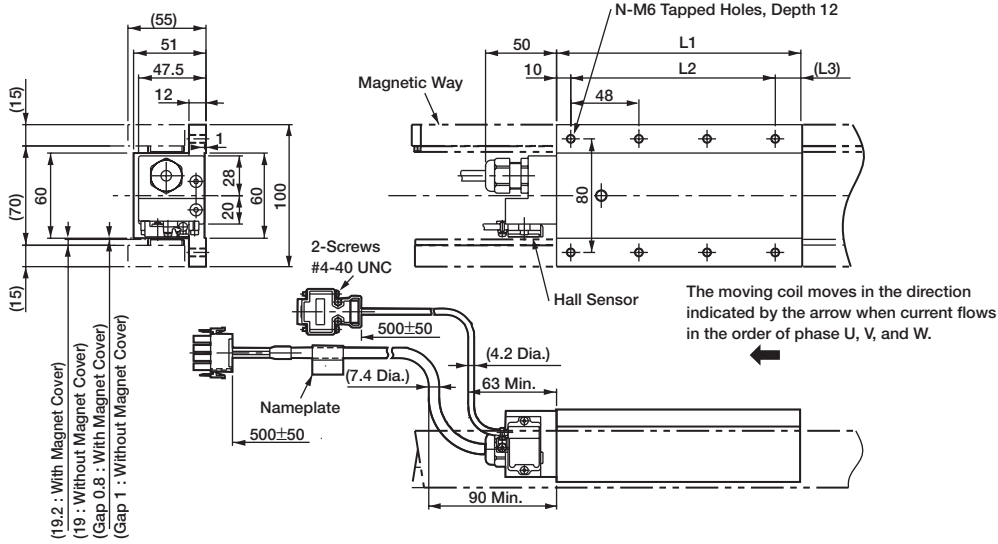 (55)
51
47.5
12
1
(15)
(70)
60
(15)
28
20
60
100
N-M6 Tapped Holes, Depth 12
50
L1
10
L2
(L3)
48
Magnetic Way
80
Hall Sensor
2-Screws
#4-40 UNC
500±50
The moving coil moves in the direction
indicated by the arrow when current flows
in the order of phase U, V, and W.
(4.2 Dia.)
(7.4 Dia.)
63 Min.
Nameplate
500±50
90 Min.
(19.2 : With Magnet Cover)
(19 : Without Magnet Cover)
(Gap 0.8 : With Magnet Cover)
(Gap 1 : Without Magnet Cover)